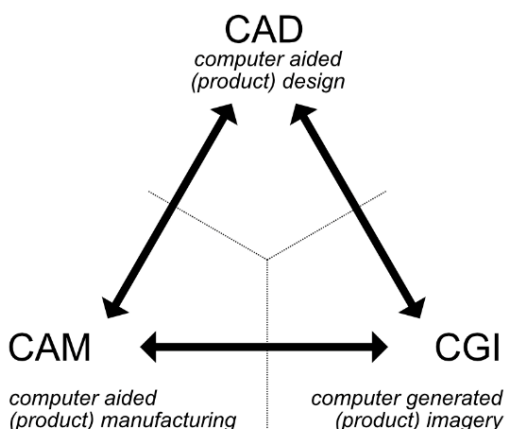 CAD
computer aided
(product) design
CAM
CGI
computer aided
(product) manufacturing
computer generated
(product) imagery